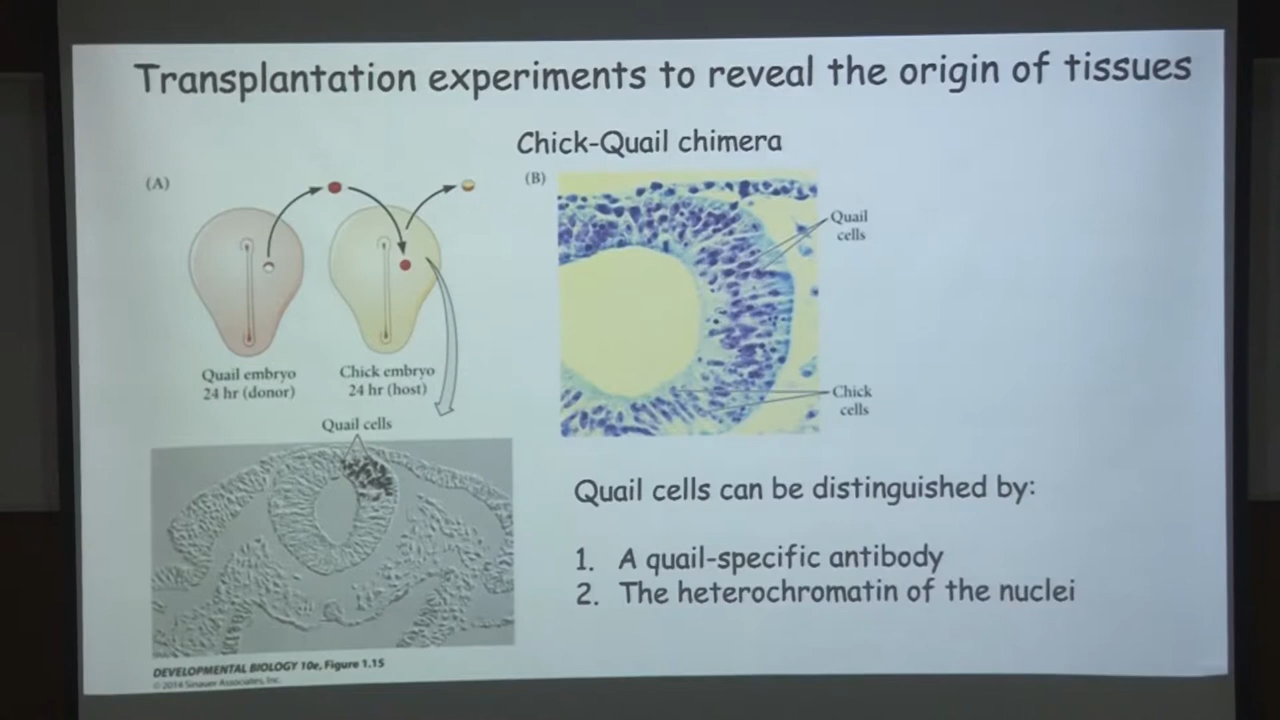 Transplantation experiments to reveal the origin of tissues
Chick-Quail chimera
(A)
Quail embryo
24 hr (donor)
Chick embryo
24 hr (host)
Quail cells
(B)
Quail
cells
Chick
cells
Quail cells can be distinguished by:
1. A quail-specific antibody
2. The heterochromatin of the nuclei
DEVELOPMENTAL BIOLOGY 10e, Figure 1.15
© 2014 Sinauer Associates, Inc.